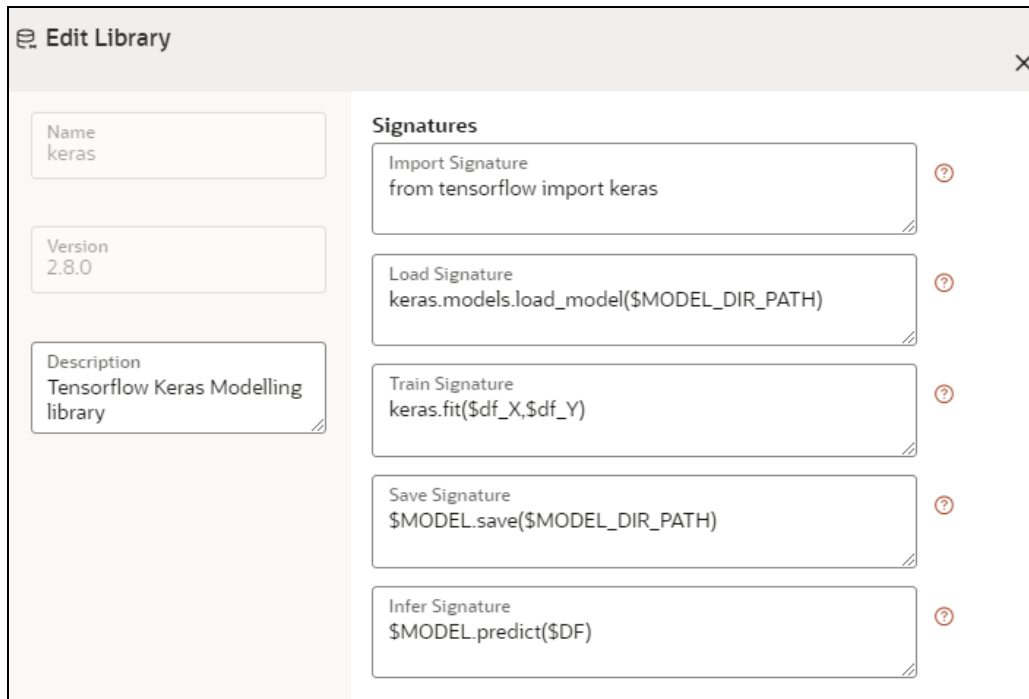 Edit Library
Name
keras
Version
2.8.0
Description
Tensorflow Keras Modelling
library
Signatures
Import Signature
from tensorflow import keras
Load Signature
keras.models.load_model($MODEL_DIR_PATH)
Train Signature
keras.fit($df_X,$df_Y)
Save Signature
$MODEL.save($MODEL_DIR_PATH)
Infer Signature
$MODEL.predict($DF)